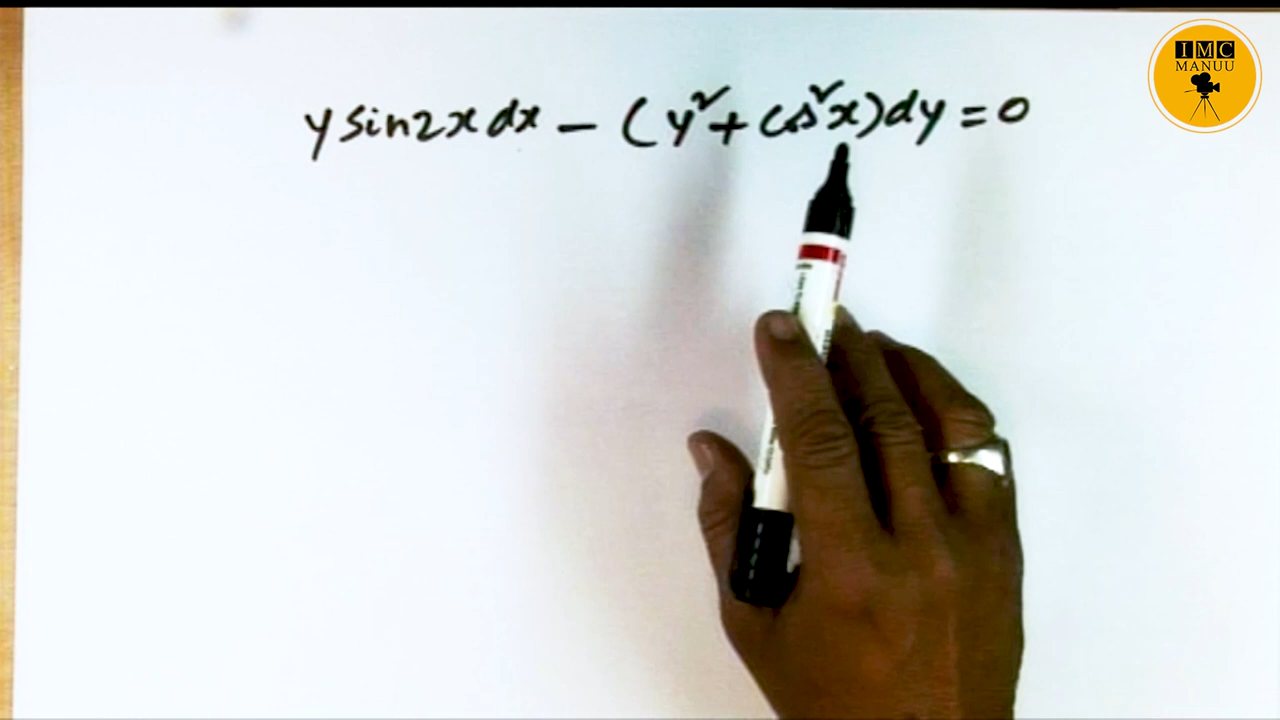 y sin2x dx − (y² + cos²x)dy = 0
IMC
MANUU